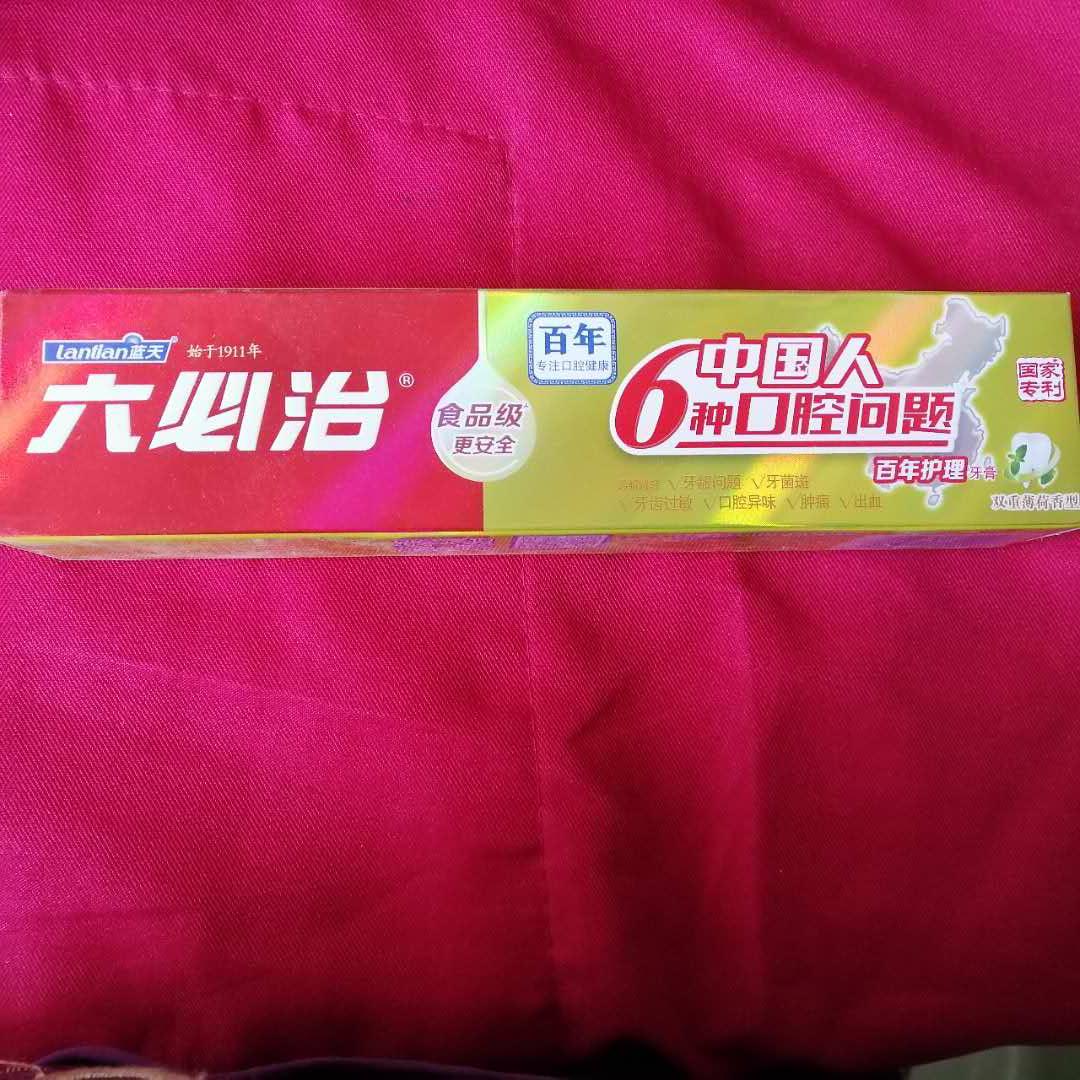 Lantian蓝天 始于1911年
六必治®
食品级
更安全
百年
专注口腔健康
中国人
6种口腔问题
百年护理牙膏
国家
专利
√牙龈问题 √牙菌斑
√牙齿过敏 √口腔异味 √肿痛 √出血
双重薄荷香型